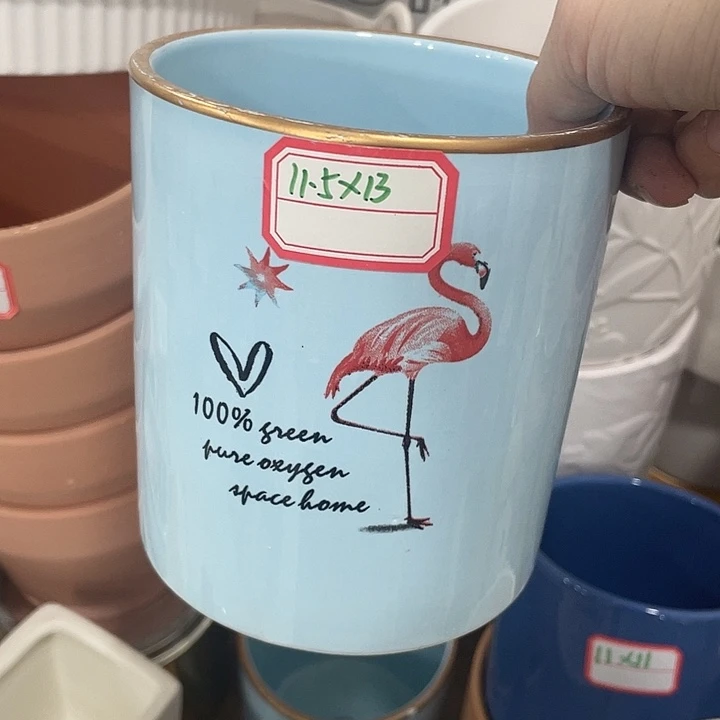 11.5X13
100% green
pure oxygen
space home
11X11